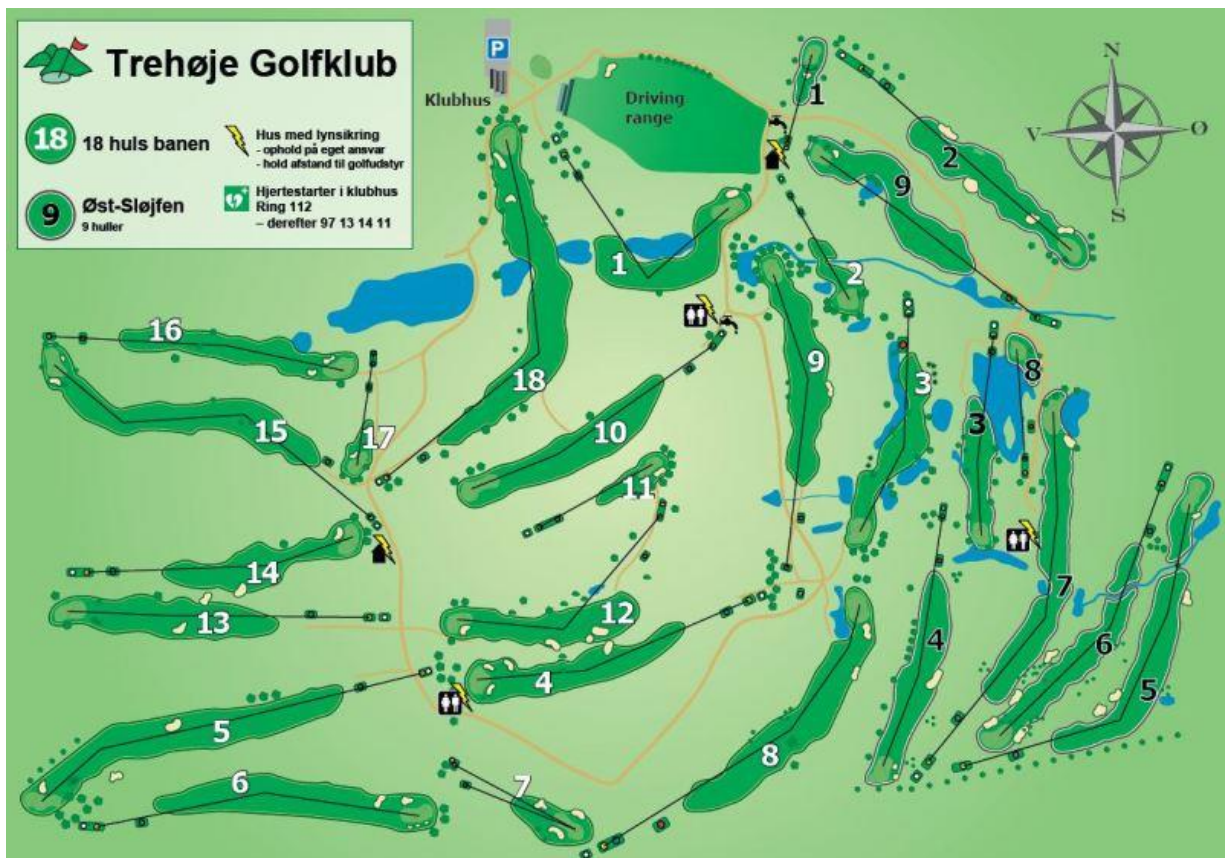 Trehøje Golfklub
18 18 huls banen
Hus med lynsikring
- ophold på eget ansvar
- hold afstand til golfudstyr
9 Øst-Sløjfen
9 huller
Hjertestarter i klubhus
Ring 112
– derefter 97 13 14 11
P
Klubhus
Driving
range
1
2
9
N
V
Ø
S
1
2
16
18
9
3
3
8
15
17
10
11
14
13
12
4
7
6
5
4
5
8
6
7